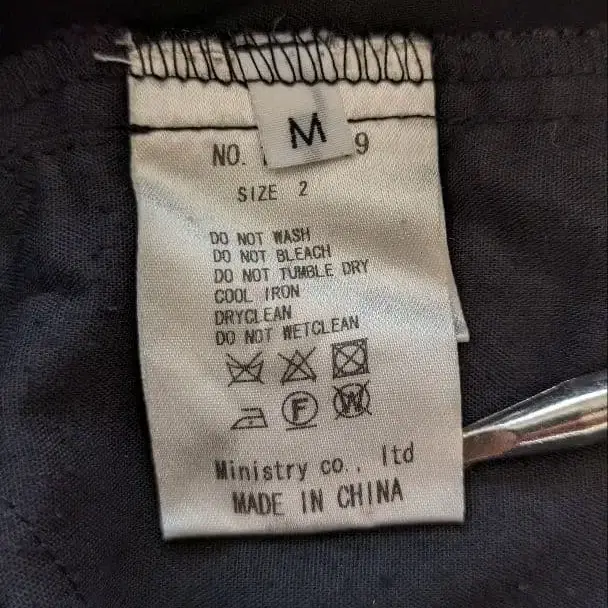 M
NO. 9
SIZE 2
DO NOT WASH
DO NOT BLEACH
DO NOT TUMBLE DRY
COOL IRON
DRYCLEAN
DO NOT WETCLEAN
F W
Ministry co., ltd
MADE IN CHINA